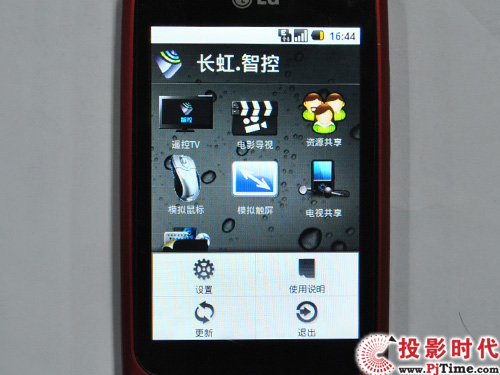 LG
16:44
长虹.智控
智控
遥控TV 电影导视 资源共享
模拟鼠标 模拟触屏 电视共享
设置 使用说明
更新 退出
投影时代
www.PjTime.com